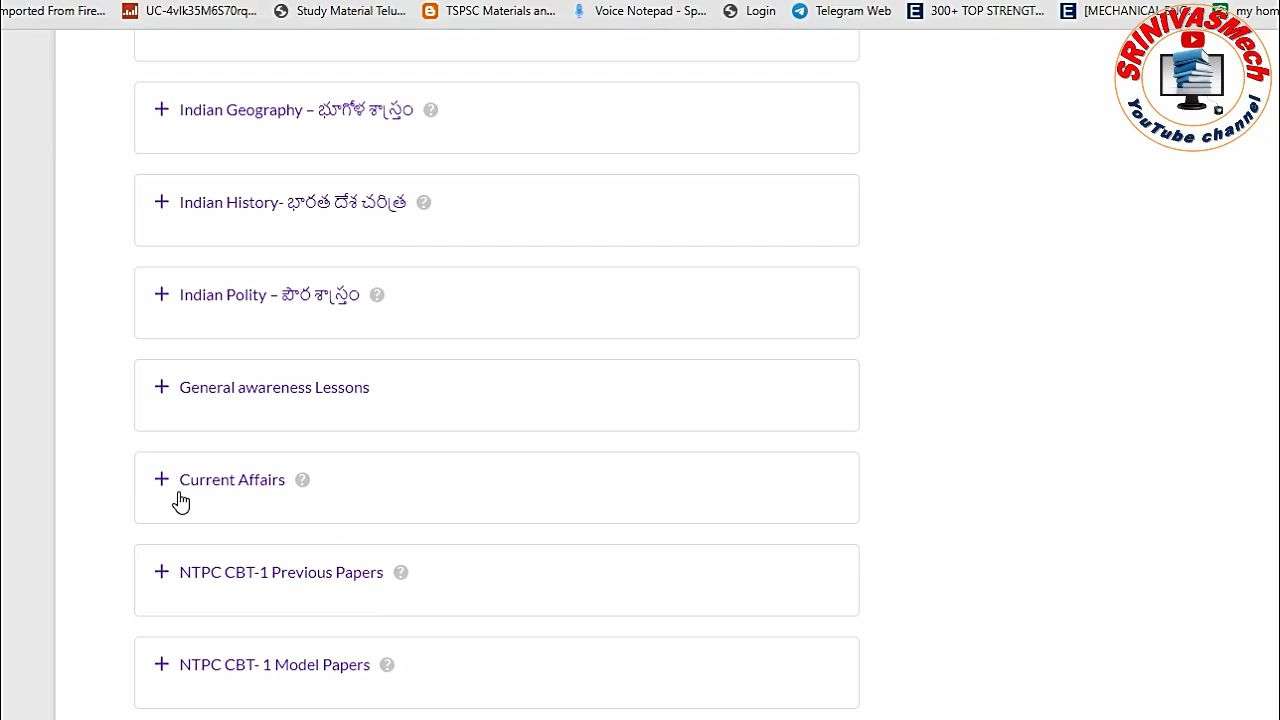 mported From Fire...
UC-4vIk35M6S70rq...
Study Material Telu...
TSPSC Materials an...
Voice Notepad - Sp...
Login
Telegram Web
300+ TOP STRENGT...
[MECHANICAL
my hom
SRINIVASMech
YouTube channel
+ Indian Geography – భూగోళ శాస్త్రం ?
+ Indian History- భారత దేశ చరిత్ర ?
+ Indian Polity – పౌర శాస్త్రం ?
+ General awareness Lessons
+ Current Affairs ?
+ NTPC CBT-1 Previous Papers ?
+ NTPC CBT- 1 Model Papers ?